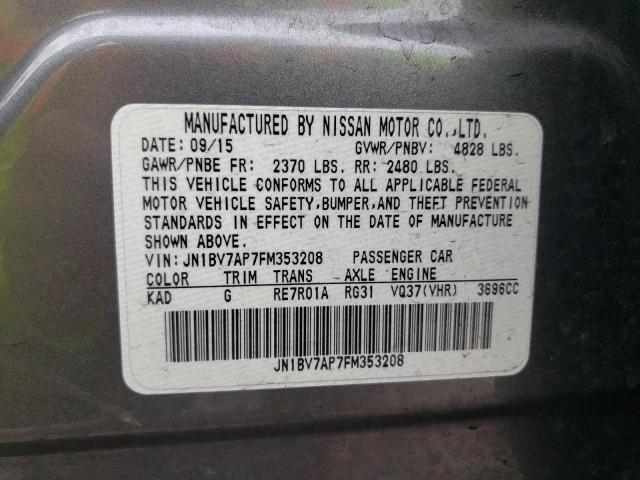 MANUFACTURED BY NISSAN MOTOR CO.,LTD.
DATE: 09/15 GVWR/PNBV: 4828 LBS.
GAWR/PNBE FR: 2370 LBS. RR: 2480 LBS.
THIS VEHICLE CONFORMS TO ALL APPLICABLE FEDERAL
MOTOR VEHICLE SAFETY,BUMPER,AND THEFT PREVENTION
STANDARDS IN EFFECT ON THE DATE OF MANUFACTURE
SHOWN ABOVE.
VIN: JN1BV7AP7FM353208 PASSENGER CAR
COLOR TRIM TRANS AXLE ENGINE
KAD G RE7R01A RG31 VQ37(VHR) 3696CC
JN1BV7AP7FM353208